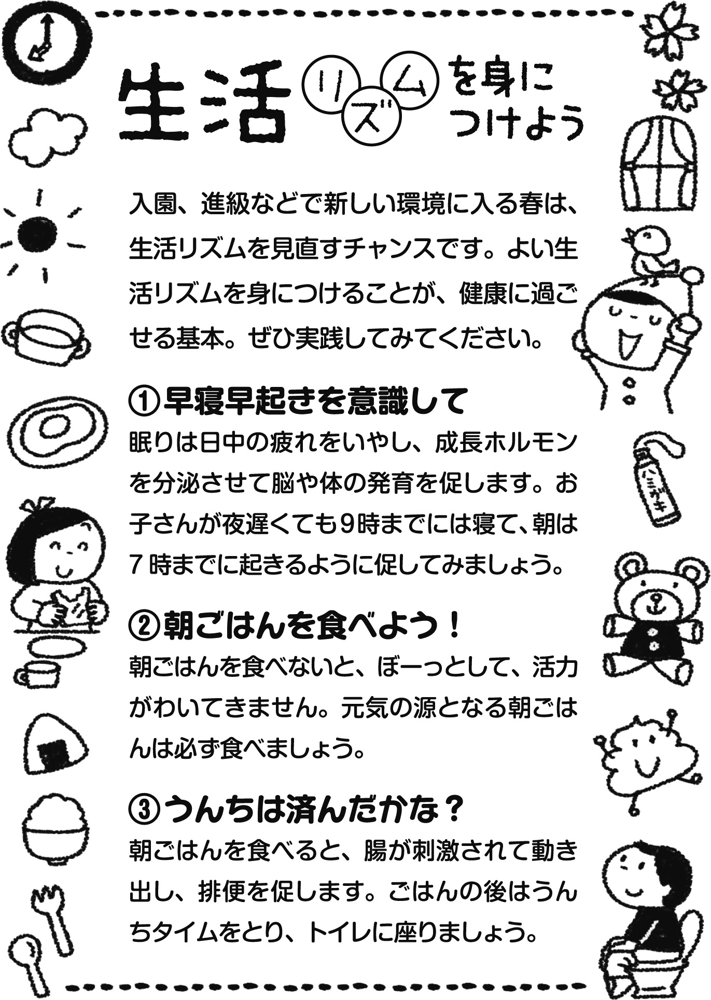 生活リズムを身に
つけよう
入園、進級などで新しい環境に入る春は、
生活リズムを見直すチャンスです。よい生
活リズムを身につけることが、健康に過ご
せる基本。ぜひ実践してみてください。
①早寝早起きを意識して
眠りは日中の疲れをいやし、成長ホルモン
を分泌させて脳や体の発育を促します。お
子さんが夜遅くても9時までには寝て、朝は
7時までに起きるように促してみましょう。
②朝ごはんを食べよう！
朝ごはんを食べないと、ぼーっとして、活力
がわいてきません。元気の源となる朝ごは
んは必ず食べましょう。
③うんちは済んだかな？
朝ごはんを食べると、腸が刺激されて動き
出し、排便を促します。ごはんの後はうん
ちタイムをとり、トイレに座りましょう。
ハミガキ